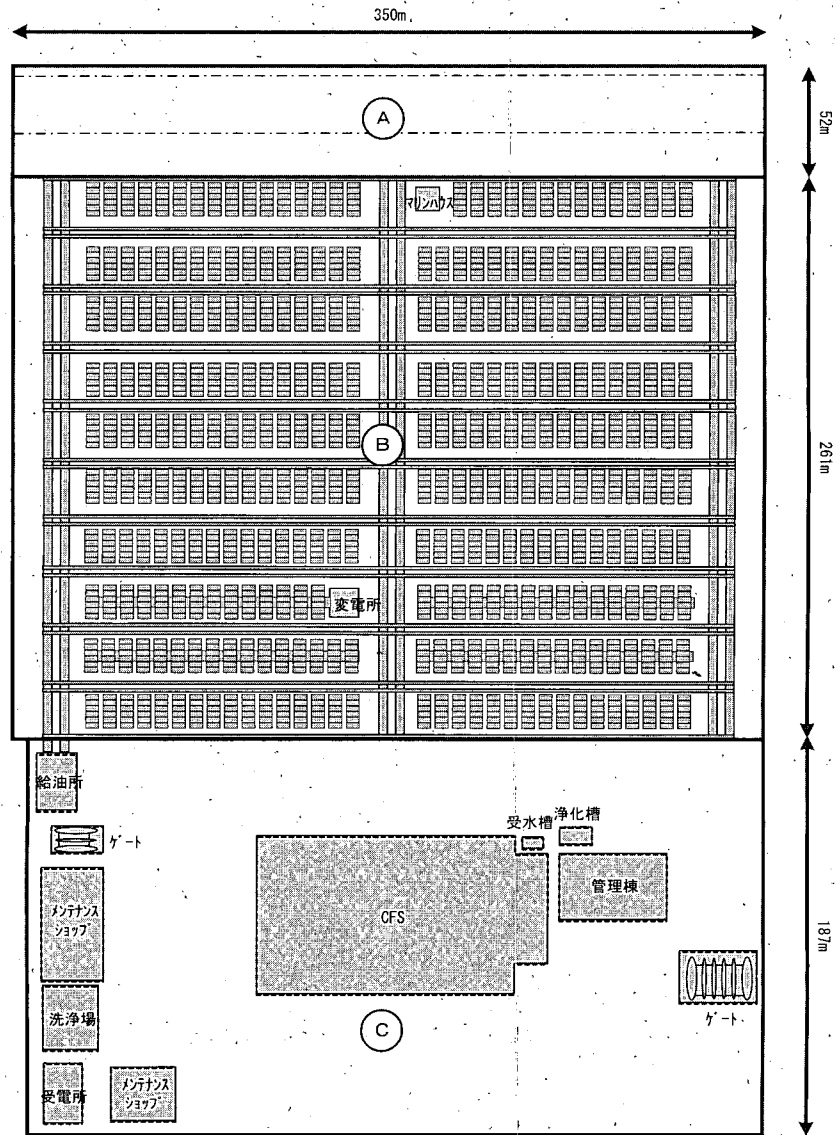 350m
A
52m
マリンハウス
B
261m
変電所
給油所
ゲート
受水槽
浄化槽
メンテナンス
ショップ
CFS
管理棟
187m
洗浄場
C
ゲート
受電所
メンテナンス
ショップ